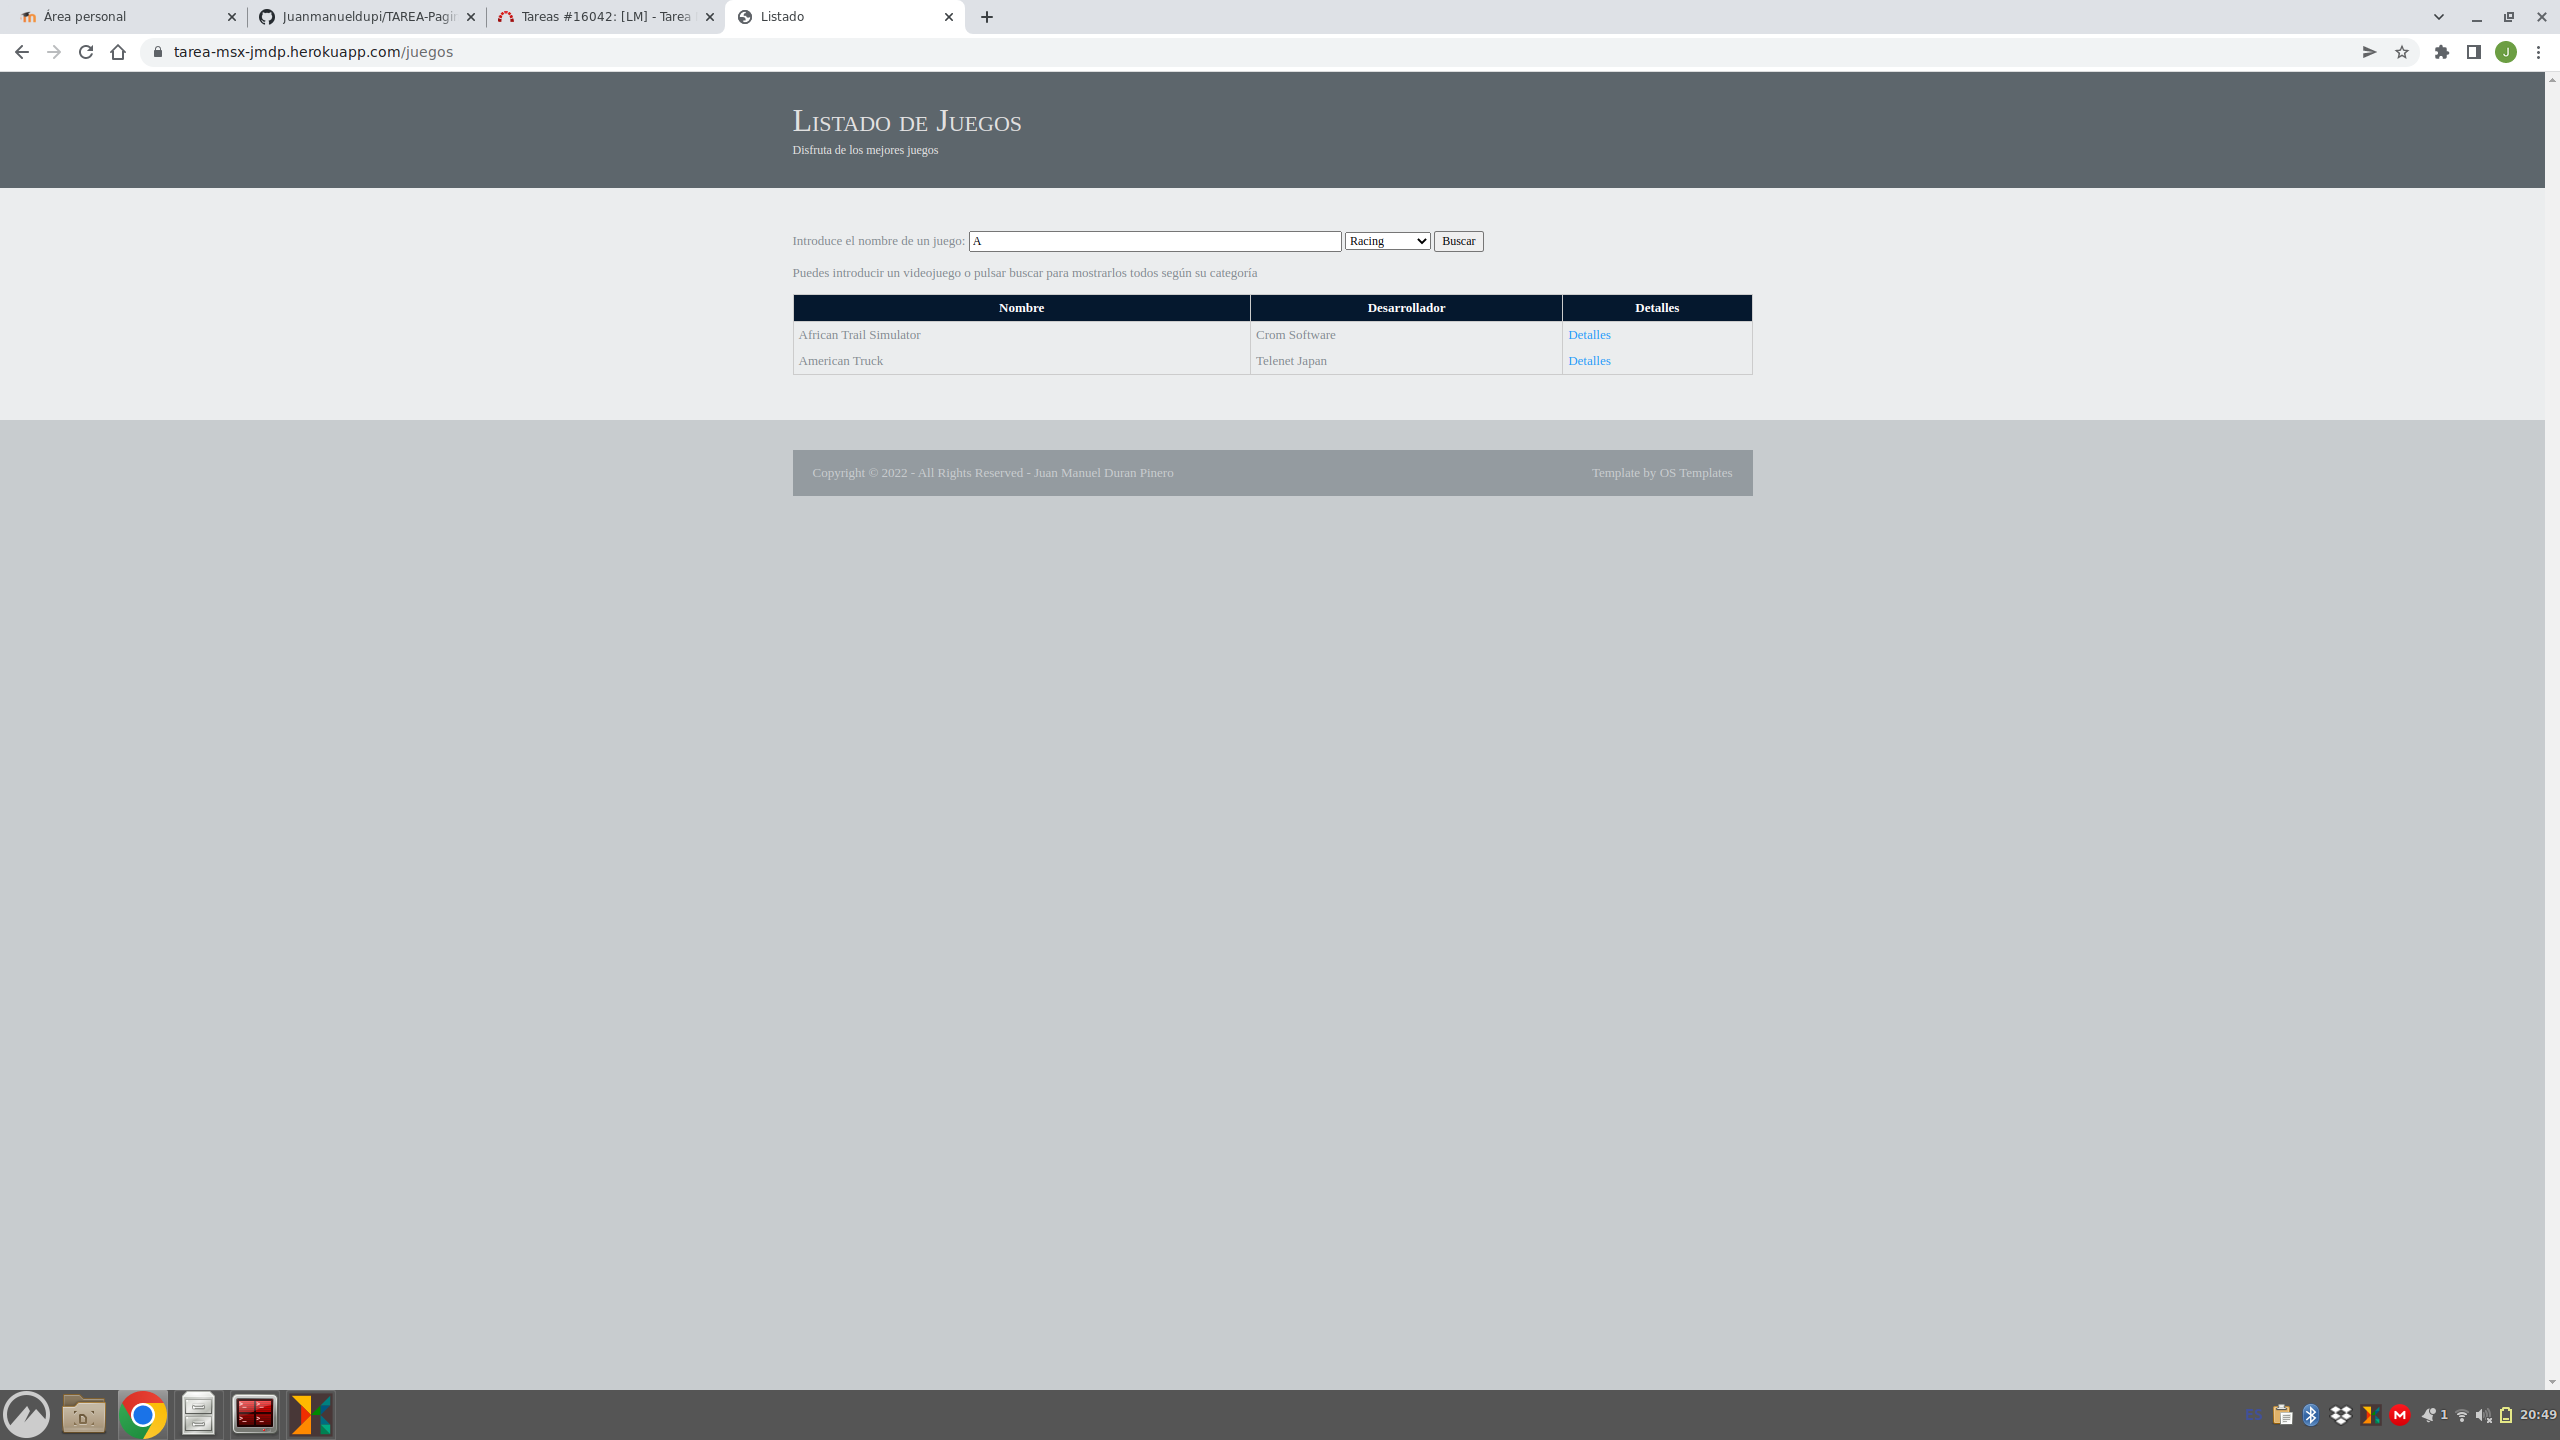 Área personal
Juanmanueldupi/TAREA-Pagin
Tareas #16042: [LM] - Tarea
Listado
tarea-msx-jmdp.herokuapp.com/juegos
J
Listado de Juegos
Disfruta de los mejores juegos
Introduce el nombre de un juego: A Racing Buscar
Puedes introducir un videojuego o pulsar buscar para mostrarlos todos según su categoría
Nombre Desarrollador Detalles
African Trail Simulator Crom Software Detalles
American Truck Telenet Japan Detalles
Copyright © 2022 - All Rights Reserved - Juan Manuel Duran Pinero Template by OS Templates
1 20:49